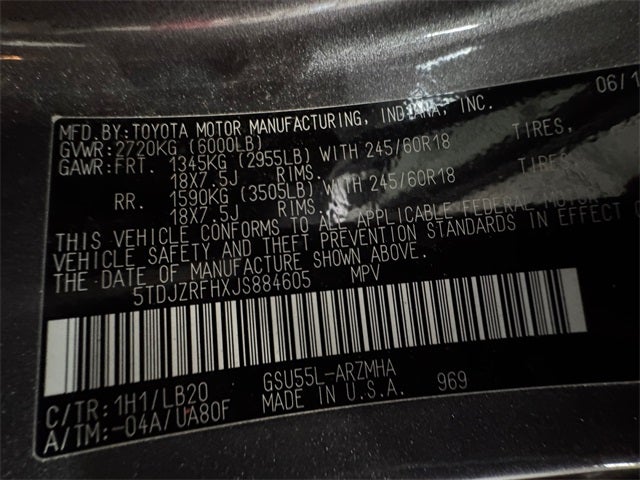 MFD.BY:TOYOTA MOTOR MANUFACTURING, INDIANA, INC. 06/1
GVWR:2720KG (6000LB)
GAWR:FRT. 1345KG (2955LB) WITH 245/60R18 TIRES,
18X7.5J RIMS.
RR. 1590KG (3505LB) WITH 245/60R18 TIRES,
18X7.5J RIMS.
THIS VEHICLE CONFORMS TO ALL APPLICABLE FEDERAL MOTOR
VEHICLE SAFETY AND THEFT PREVENTION STANDARDS IN EFFECT
THE DATE OF MANUFACTURE SHOWN ABOVE.
5TDJZRFHXJS884605 MPV
C/TR:1H1/LB20 GSU55L-ARZMHA
A/TM:-04A/UA80F MADE IN U.S.A. 969